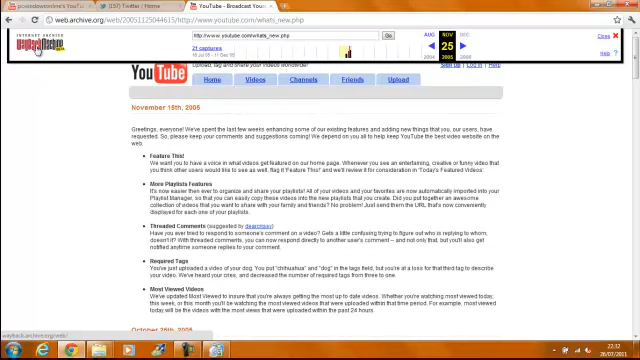 (157) Twitter / Home
YouTube - Broadcast Yours
web.archive.org/web/20051125044615/http://www.youtube.com/whats_new.php
INTERNET ARCHIVE
WayBackMachine
http://www.youtube.com/whats_new.php
Go
AUG NOV DEC
Close
21 captures
25
2004 2005 2006
Help
Upload, tag and share your videos worldwide!
YouTube
Sign Up | Log In | Help
Home Videos Channels Friends Upload
November 15th, 2005
Greetings, everyone! We've spent the last few weeks enhancing some of our existing features and adding new things that you, our users, have
requested. So, please keep your comments and suggestions coming! We depend on you all to help keep YouTube the best video website on the
web.
Feature This!
We want you to have a voice in what videos get featured on our home page. Whenever you see an entertaining, creative or funny video
that you think other users would like to see as well, flag it 'Feature This!' and we'll review it for consideration in 'Today's Featured Videos'.
More Playlists Features
It's now easier then ever to organize and share your playlists! All of your videos and your favorites are now automatically imported into your
Playlist Manager, so that you can easily copy these videos into the new playlists that you create. Did you put together an awesome
collection of videos that you want to share with your family and friends? No problem! Just send them the URL that's now conveniently
displayed for each one of your playlists.
Threaded Comments (suggested by
Have you ever tried to respond to someone's comment on a video? Gets a little confusing trying to figure out who is replying to whom,
doesn't it? With threaded comments, you can now respond directly to another user's comment – and not only that, but you'll also get
notified anytime someone replies to your comment.
Required Tags
You've just uploaded a video of your dog. You put "chihuahua" and "dog" in the tags field, but you're at a loss for that third tag to describe
your video. We've heard your cries, and decreased the number of required tags from three to one.
Most Viewed Videos
We've updated Most Viewed to insure that you're always getting the most up to date videos. Whether you're watching most viewed today,
this week, or this month you'll be watching the most viewed videos that were uploaded within that time period. For example, most viewed
today will be the videos with the most views that were uploaded within the past 24 hours.
wayback.archive.org/web/
22:32
26/07/2011